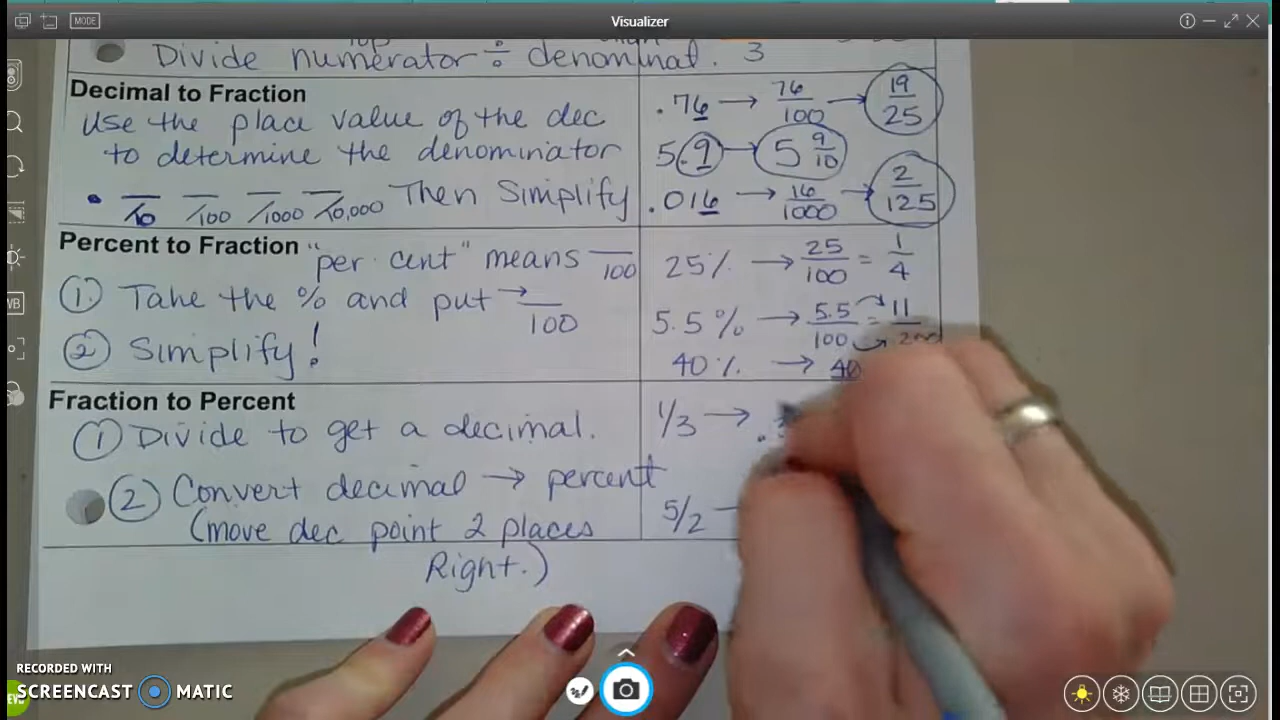 MODE
Visualizer
Divide numerator ÷ denominat. 3
Decimal to Fraction
Use the place value of the dec
to determine the denominator
. /10 /100 /1000 /10,000 Then Simplify
.76 → 76/100 → 19/25
5.9 → 5 9/10
.016 → 16/1000 → 2/125
Percent to Fraction "per cent" means /100
① Take the % and put → /100
② Simplify!
25% → 25/100 = 1/4
5.5% → 5.5/100 = 11/200
40% → 40
Fraction to Percent
① Divide to get a decimal.
② Convert decimal → percent
(move dec point 2 places
Right.)
1/3 →
5/2
RECORDED WITH
SCREENCAST MATIC